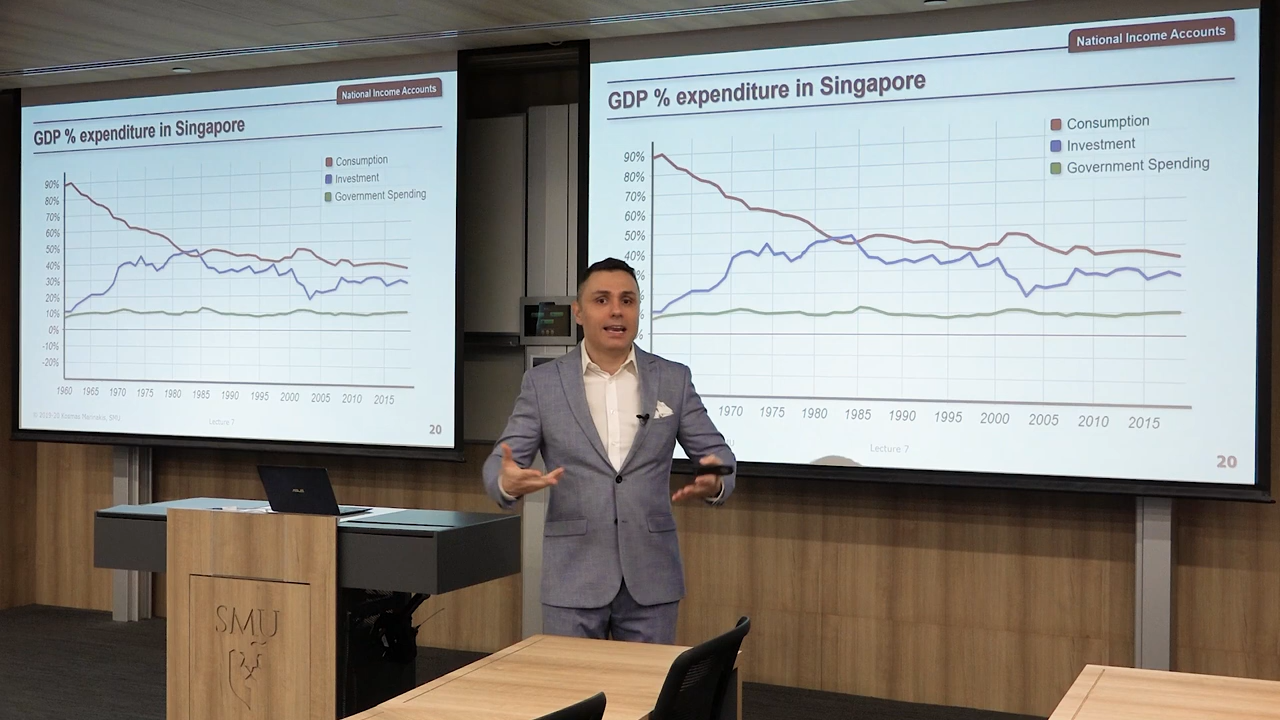 National Income Accounts
GDP % expenditure in Singapore
Consumption
Investment
Government Spending
90%
80%
70%
60%
50%
40%
30%
20%
10%
0%
-20%
1960 1965 1970 1975 1980 1985 1990 1995 2000 2005 2010 2015
Lecture 7
20
National Income Accounts
GDP % expenditure in Singapore
Consumption
Investment
Government Spending
90%
80%
70%
60%
50%
40%
1970 1975 1980 1985 1990 1995 2000 2005 2010 2015
Lecture 7
20
ASUS
SMU